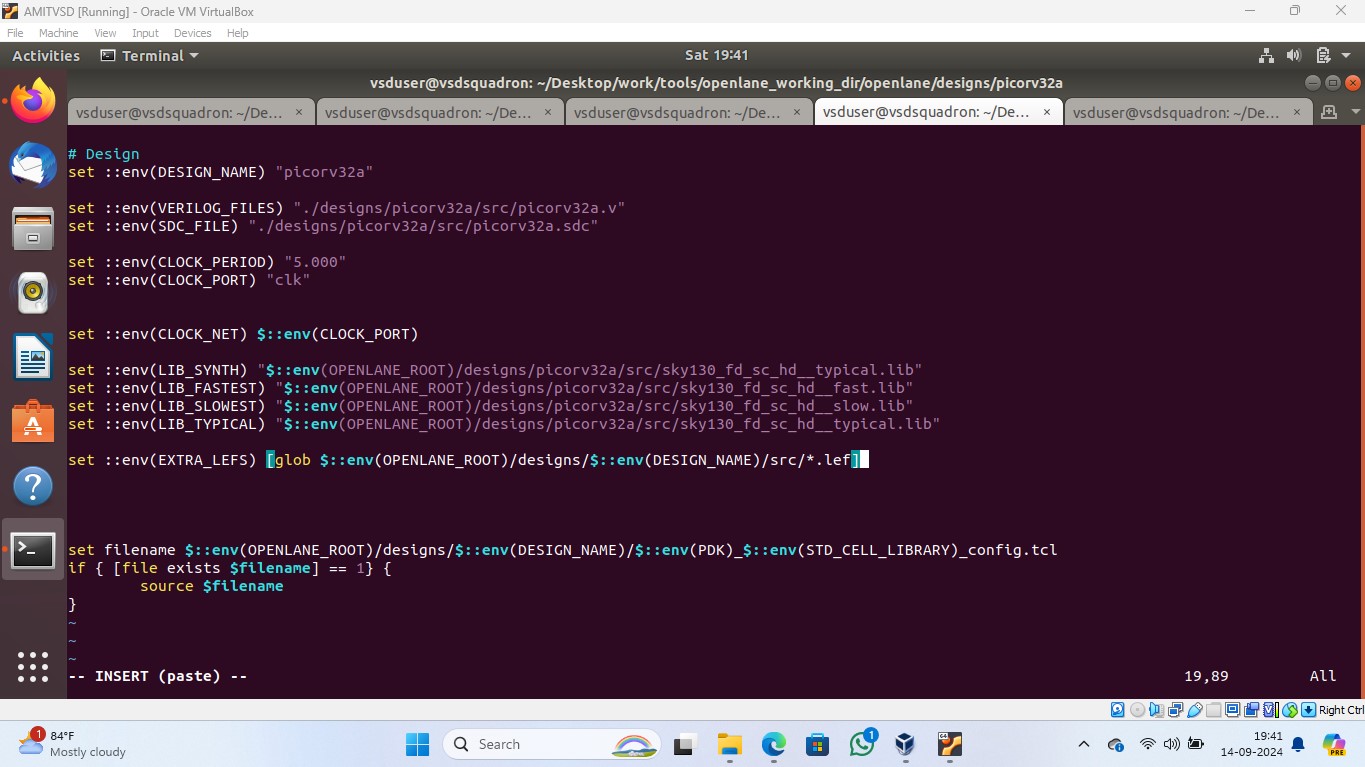 AMITVSD [Running] - Oracle VM VirtualBox
File Machine View Input Devices Help
Activities Terminal Sat 19:41
vsduser@vsdsquadron: ~/Desktop/work/tools/openlane_working_dir/openlane/designs/picorv32a
vsduser@vsdsquadron: ~/De... × vsduser@vsdsquadron: ~/De... × vsduser@vsdsquadron: ~/De... × vsduser@vsdsquadron: ~/De... × vsduser@vsdsquadron: ~/De... ×
# Design
set ::env(DESIGN_NAME) "picorv32a"
set ::env(VERILOG_FILES) "./designs/picorv32a/src/picorv32a.v"
set ::env(SDC_FILE) "./designs/picorv32a/src/picorv32a.sdc"
set ::env(CLOCK_PERIOD) "5.000"
set ::env(CLOCK_PORT) "clk"
set ::env(CLOCK_NET) $::env(CLOCK_PORT)
set ::env(LIB_SYNTH) "$::env(OPENLANE_ROOT)/designs/picorv32a/src/sky130_fd_sc_hd__typical.lib"
set ::env(LIB_FASTEST) "$::env(OPENLANE_ROOT)/designs/picorv32a/src/sky130_fd_sc_hd__fast.lib"
set ::env(LIB_SLOWEST) "$::env(OPENLANE_ROOT)/designs/picorv32a/src/sky130_fd_sc_hd__slow.lib"
set ::env(LIB_TYPICAL) "$::env(OPENLANE_ROOT)/designs/picorv32a/src/sky130_fd_sc_hd__typical.lib"
set ::env(EXTRA_LEFS) [glob $::env(OPENLANE_ROOT)/designs/$::env(DESIGN_NAME)/src/*.lef]
set filename $::env(OPENLANE_ROOT)/designs/$::env(DESIGN_NAME)/$::env(PDK)_$::env(STD_CELL_LIBRARY)_config.tcl
if { [file exists $filename] == 1} {
        source $filename
}
~
~
~
-- INSERT (paste) -- 19,89 All
Right Ctrl
1 84°F
Mostly cloudy
Search
1
64
19:41
14-09-2024
PRE